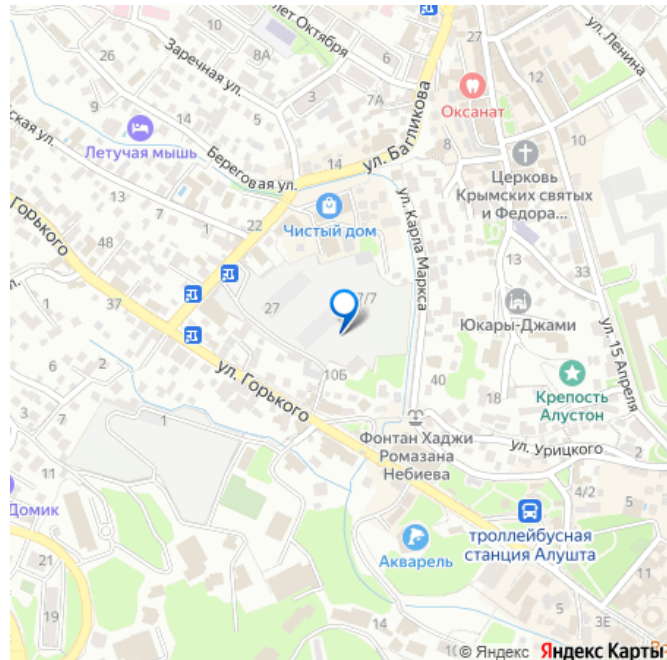 лет Октября
27
ул. Ленина
10
Заречная ул.
8А
12
26
3
7А
Оксанат
9
6
5
10
Летучая мышь
14
ул. Багликова
8
ская ул.
Береговая ул.
Церковь
Крымских святых
и Федора...
13
7
1
22
Чистый дом
ул. Карла Маркса
Горького
48
13
7/7
1
37
27
Юкары-Джами
ул. 15 Апреля
3
6
2
7
10Б
40
Крепость
Алустон
ул. Горького
18
1
Фонтан Хаджи
Ромазана
Небиева
ул. Урицкого
2
4/2
5
Домик
троллейбусная
станция Алушта
21
Акварель
11
19
14
5
3Е
10
© Яндекс Яндекс Карты